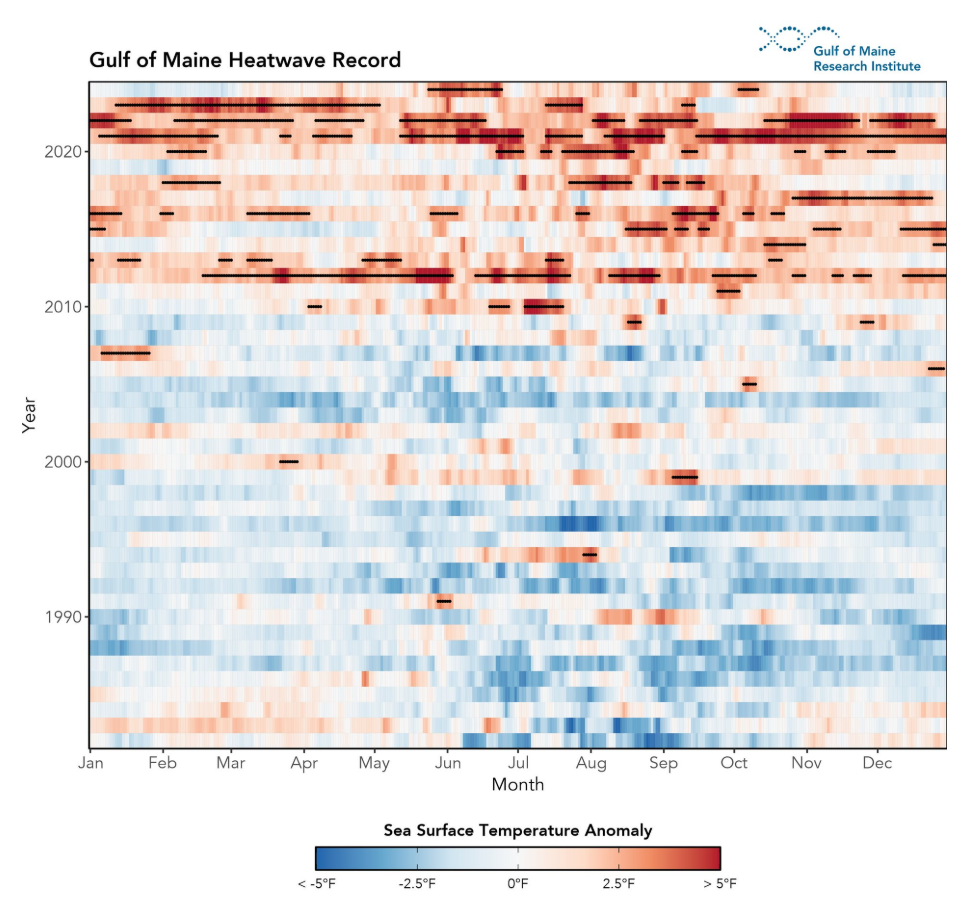 Gulf of Maine Heatwave Record
Gulf of Maine
Research Institute
Year
2020
2010
2000
1990
Jan Feb Mar Apr May Jun Jul Aug Sep Oct Nov Dec
Month
Sea Surface Temperature Anomaly
< -5°F -2.5°F 0°F 2.5°F > 5°F